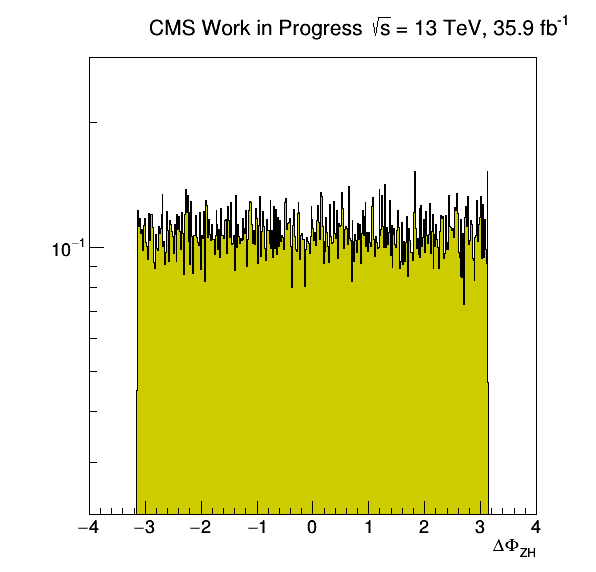 CMS Work in Progress √s = 13 TeV, 35.9 fb⁻¹
10⁻¹
−4 −3 −2 −1 0 1 2 3 4
ΔΦ_ZH